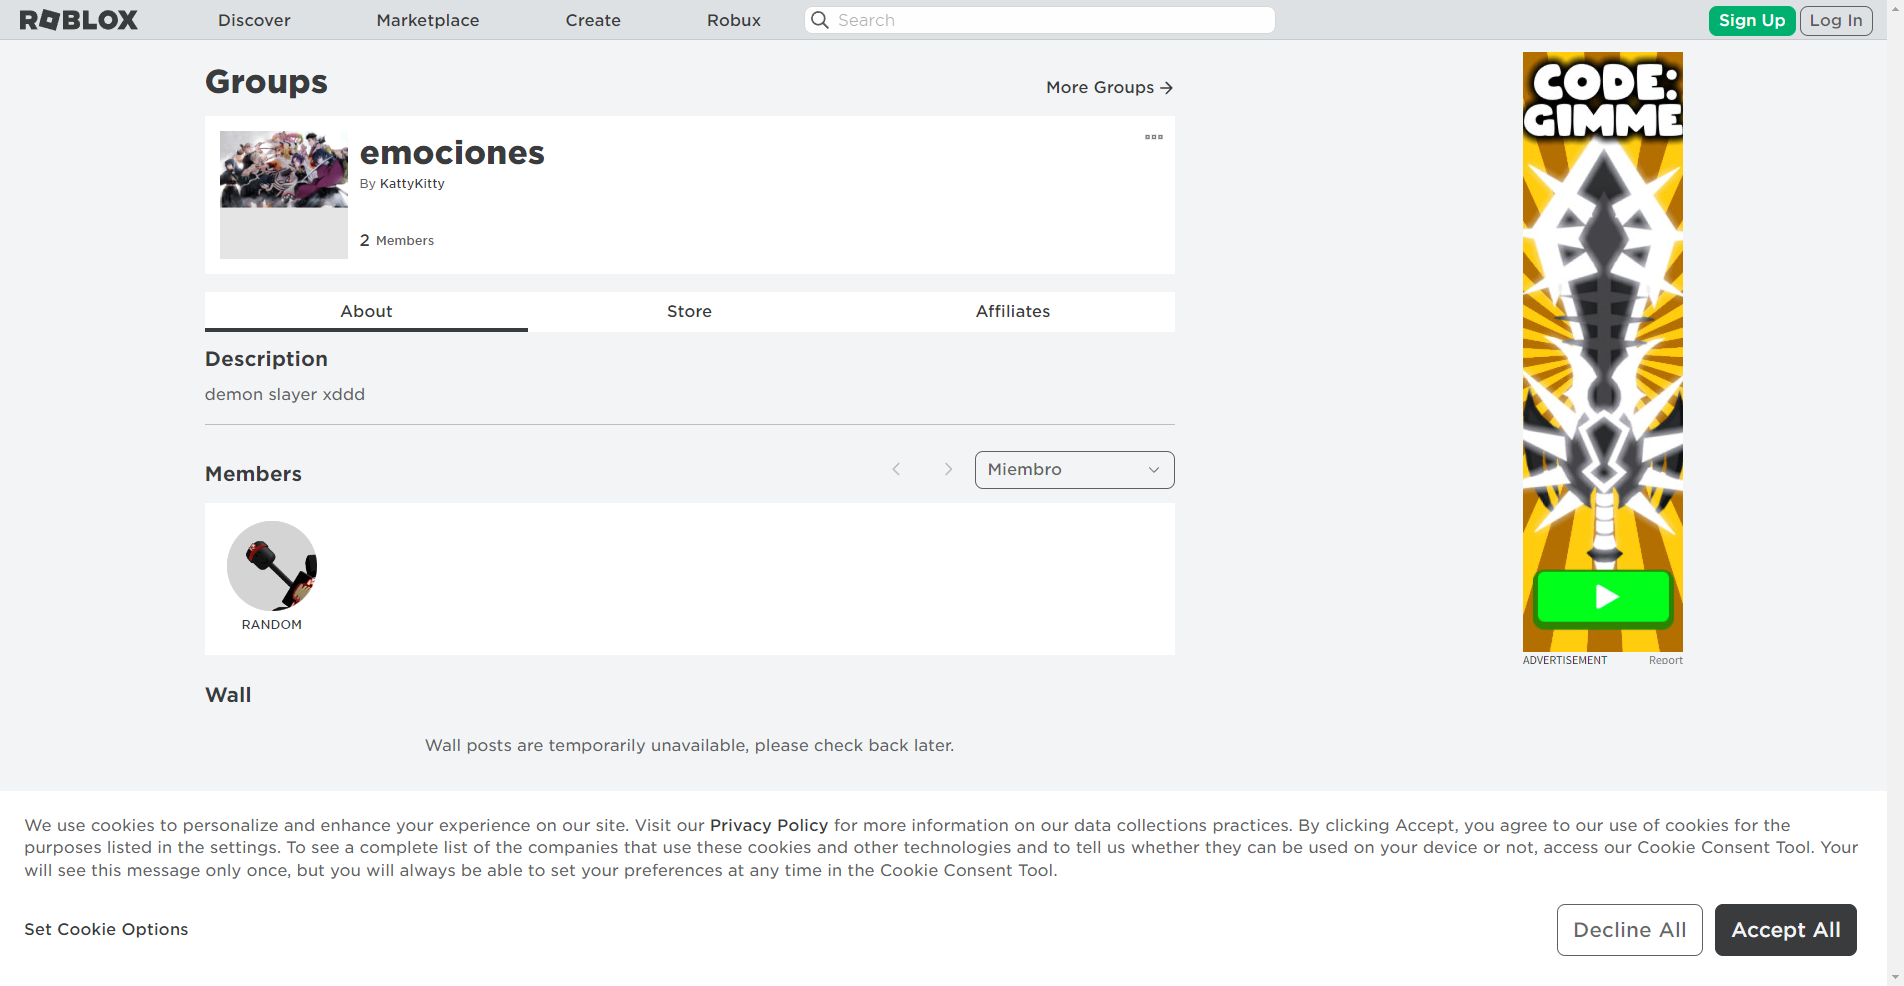 ROBLOX
Discover
Marketplace
Create
Robux
Search
Sign Up
Log In
Groups
More Groups
emociones
By KattyKitty
2 Members
About
Store
Affiliates
Description
demon slayer xddd
Members
Miembro
RANDOM
Wall
Wall posts are temporarily unavailable, please check back later.
CODE:
GIMME
ADVERTISEMENT
Report
We use cookies to personalize and enhance your experience on our site. Visit our Privacy Policy for more information on our data collections practices. By clicking Accept, you agree to our use of cookies for the
purposes listed in the settings. To see a complete list of the companies that use these cookies and other technologies and to tell us whether they can be used on your device or not, access our Cookie Consent Tool. Your
will see this message only once, but you will always be able to set your preferences at any time in the Cookie Consent Tool.
Set Cookie Options
Decline All
Accept All